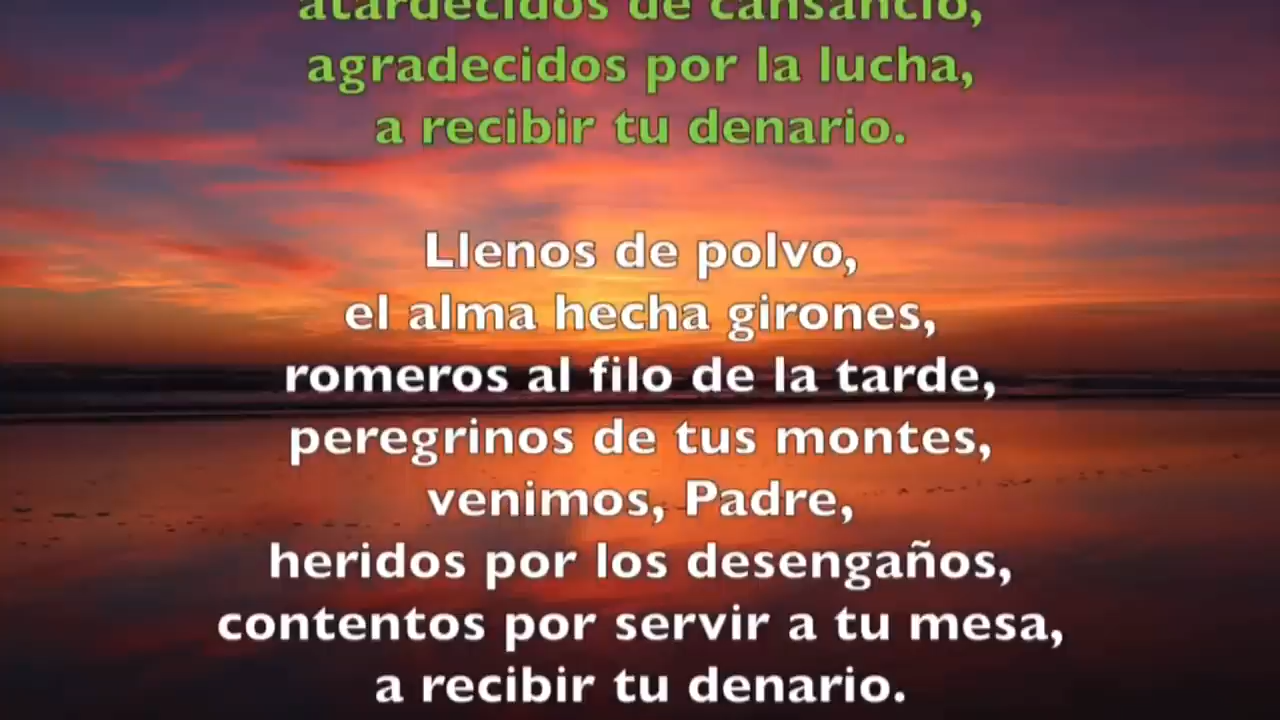 atardecidos de cansancio,
agradecidos por la lucha,
a recibir tu denario.
Llenos de polvo,
el alma hecha girones,
romeros al filo de la tarde,
peregrinos de tus montes,
venimos, Padre,
heridos por los desengaños,
contentos por servir a tu mesa,
a recibir tu denario.